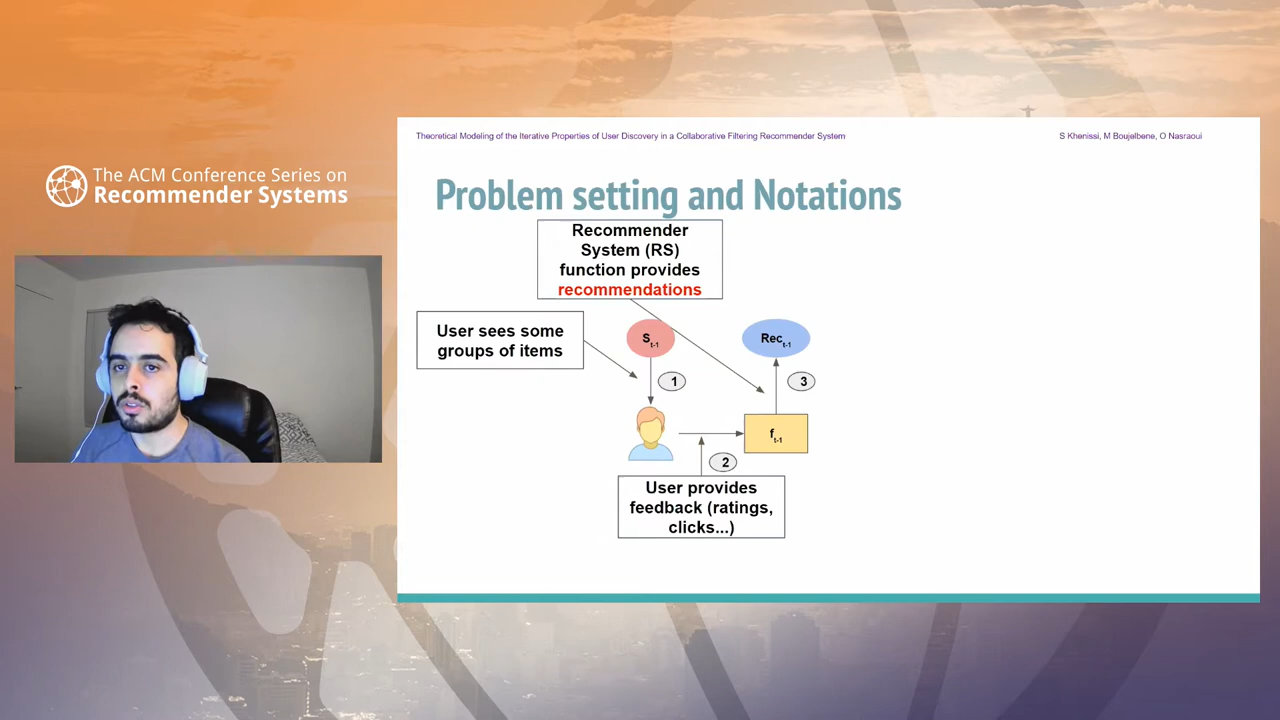 The ACM Conference Series on
Recommender Systems
Theoretical Modeling of the Iterative Properties of User Discovery in a Collaborative Filtering Recommender System
S Khenissi, M Boujelbene, O Nasraoui
Problem setting and Notations
Recommender
System (RS)
function provides
recommendations
User sees some
groups of items
St-1
Rect-1
1
3
ft-1
2
User provides
feedback (ratings,
clicks...)